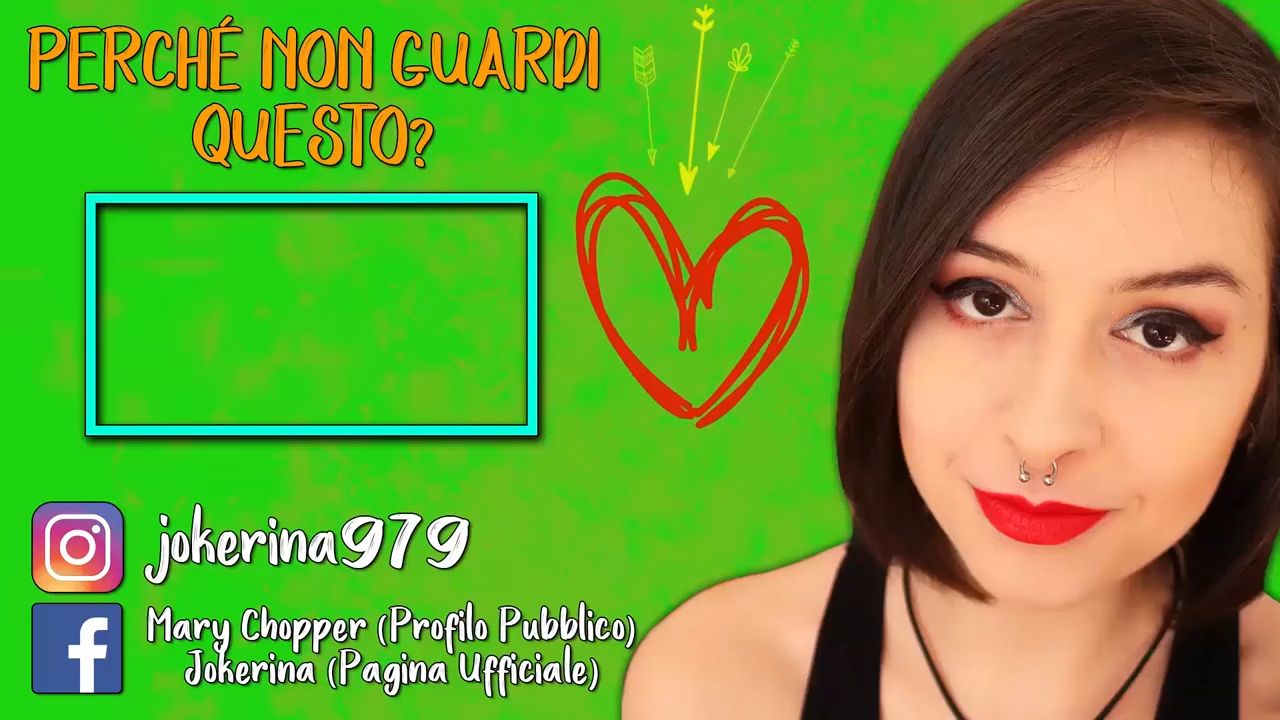 PERCHÉ NON GUARDI
QUESTO?
jokerina979
Mary Chopper (Profilo Pubblico)
Jokerina (Pagina Ufficiale)